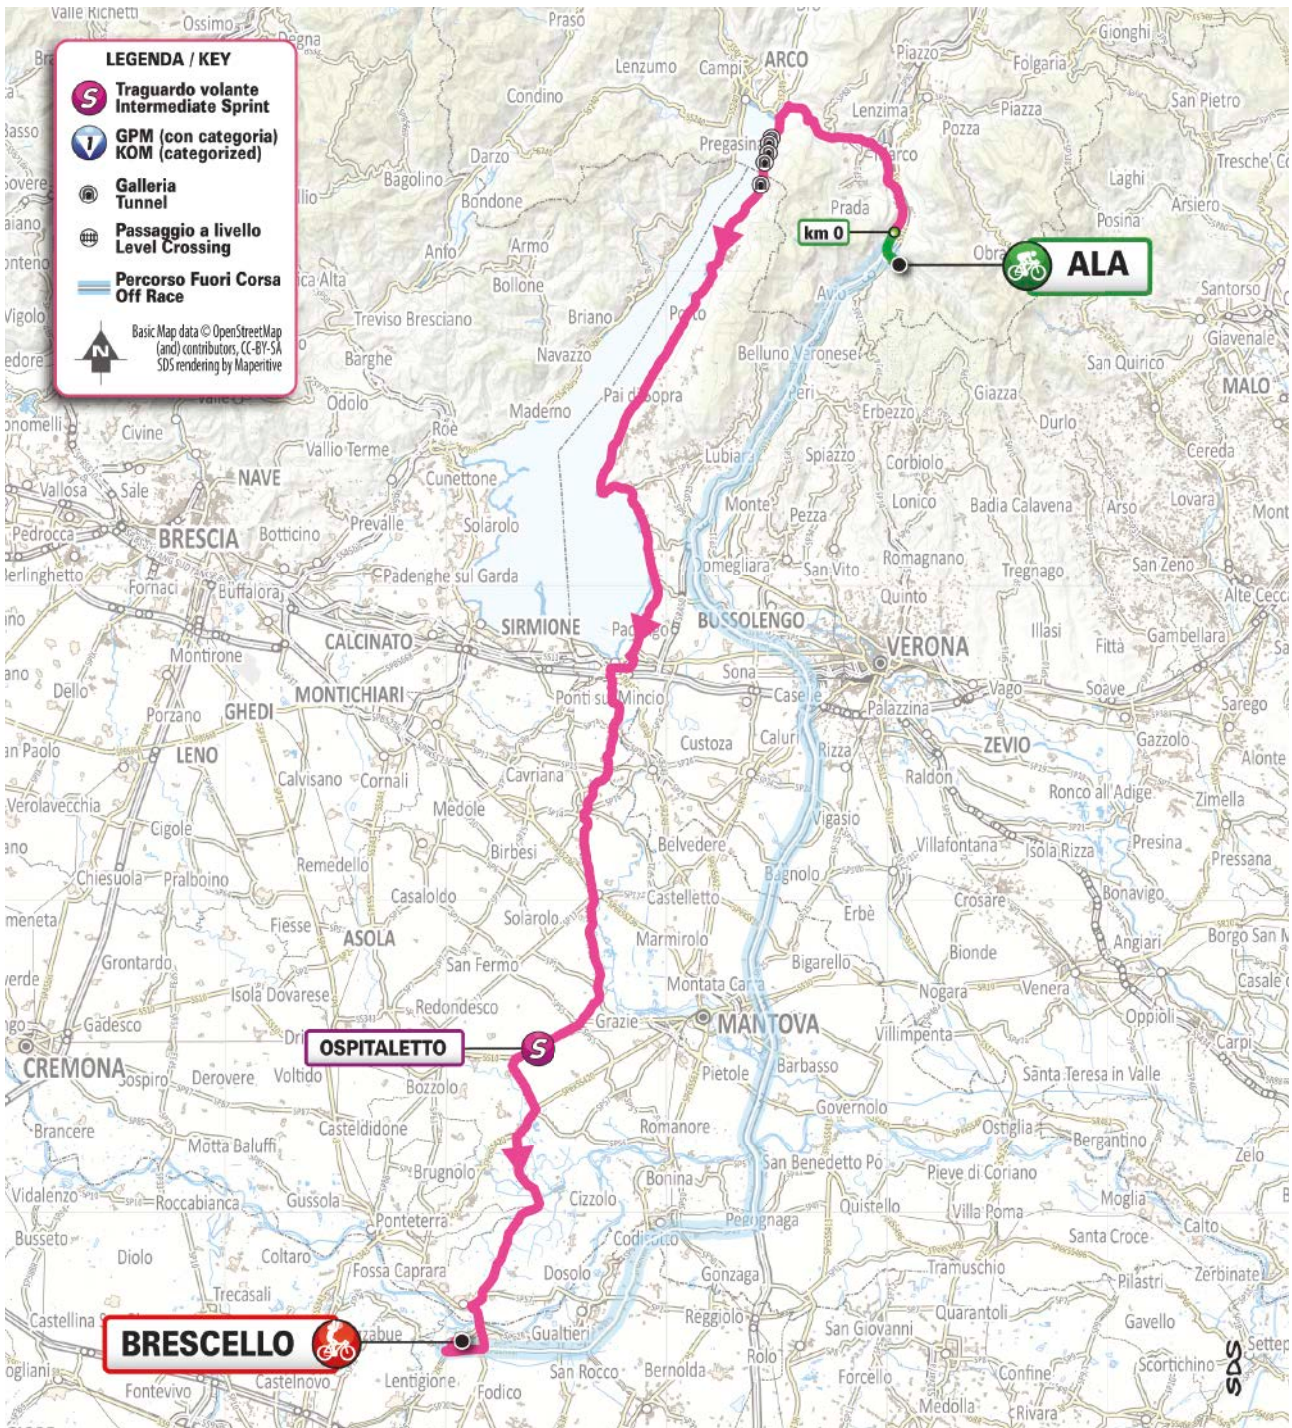 LEGENDA / KEY
Traguardo volante
Intermediate Sprint
GPM (con categoria)
KOM (categorized)
Galleria
Tunnel
Passaggio a livello
Level Crossing
Percorso Fuori Corsa
Off Race
Basic Map data © OpenStreetMap
(and) contributors, CC-BY-SA
SDS rendering by Maperitive
N
S
1
Valle Richetti
Ossimo
Degna
Praso
Gionghi
Piazzo
Folgaria
ARCO
Campi
Lenzumo
Condino
Lenzima
Piazza
San Pietro
Pozza
Pregasina
Marco
Darzo
Bagolino
Bondone
Laghi
Arsiero
Posina
Prada
km 0
ALA
Anfo
Armo
Bollone
Avio
Santorso
Treviso Bresciano
Briano
Porto
Giavenale
Navazzo
Barghe
Belluno Veronese
San Quirico
MALO
Peri
Giazza
Pai di Sopra
Erbezzo
Durlo
Odolo
Maderno
Roè
Civine
Vallio Terme
Lubiara
Spiazzo
Corbiolo
Cereda
NAVE
Cunettone
Vallosa
Sale
Prevalle
Solarolo
Monte
Lonico
Badia Calavena
Arso
Lovara
Pedrocca
BRESCIA
Botticino
Pezza
Romagnano
Padenghe sul Garda
Domegliara
San Vito
Tregnago
San Zeno
Fornaci
Buffalora
Quinto
SIRMIONE
BUSSOLENGO
CALCINATO
VERONA
Illasi
Fittà
Gambellara
Montirone
Sona
Dello
MONTICHIARI
Ponti sul Mincio
Caselle
Vago
Soave
Sarego
Porzano
GHEDI
Palazzina
Custoza
Caluri
Rizza
ZEVIO
Gazzolo
LENO
Calvisano
Cornali
Cavriana
Raldon
Ronco all'Adige
Verolavecchia
Medole
Zimella
Cigole
Vigasio
Birbesi
Belvedere
Villafontana
Isola Rizza
Presina
Remedello
Pressana
Chiesuola
Pralboino
Casaloldo
Castelletto
Bagnolo
Crosare
Bonavigo
Solarolo
Erbè
Fiesse
ASOLA
Marmirolo
Angiari
Grontardo
San Fermo
Bigarello
Bionde
Isola Dovarese
Redondesco
Nogara
Venera
Gadesco
Grazie
MANTOVA
Villimpenta
Oppioli
OSPITALETTO
S
CREMONA
Carpi
Sospiro
Derovere
Voltido
Bozzolo
Pietole
Barbasso
Santa Teresa in Valle
Brancere
Casteldidone
Governolo
Motta Baluffi
Romanore
Ostiglia
Bergantino
Brugnolo
San Benedetto Po
Pieve di Coriano
Zelo
Vidalenzo
Roccabianca
Gussola
Cizzolo
Bonina
Moglia
Ponteterra
Quistello
Villa Poma
Busseto
Pegognaga
Calto
Diolo
Coltaro
Santa Croce
Fossa Caprara
Dosolo
Gonzaga
Tramuschio
Pilastri
Zerbinate
Trecasali
Reggiolo
Quarantoli
Gavello
BRESCELLO
Gualtieri
San Giovanni
Rolo
San Rocco
Bernolda
Forcello
Confine
Scortichino
Lentigione
Castelnovo
Fontevivo
Fodico
Medolla
Rivara
SDS